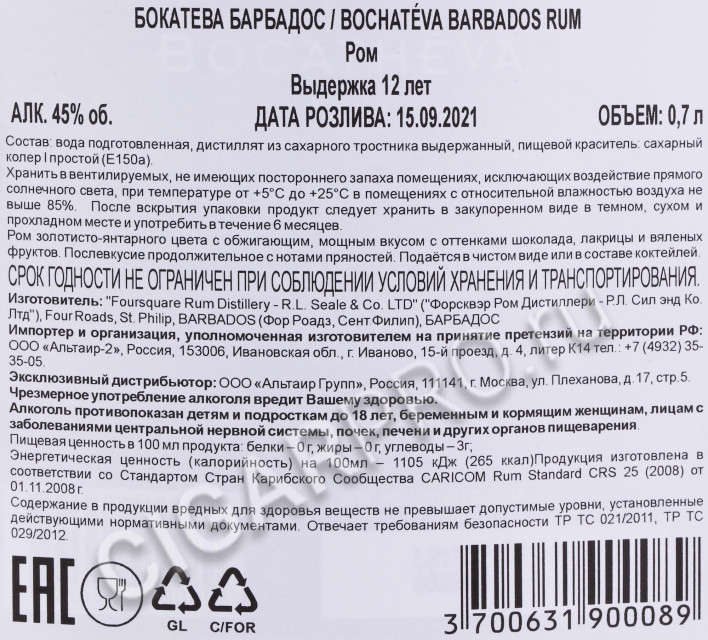 БОКАТЕВА БАРБАДОС / BOCHATÉVA BARBADOS RUM
Ром
Выдержка 12 лет
АЛК. 45% об. ДАТА РОЗЛИВА: 15.09.2021 ОБЪЕМ: 0,7 л
Состав: вода подготовленная, дистиллят из сахарного тростника выдержанный, пищевой краситель: сахарный
колер I простой (Е150а).
Хранить в вентилируемых, не имеющих постороннего запаха помещениях, исключающих воздействие прямого
солнечного света, при температуре от +5°С до +25°С в помещениях с относительной влажностью воздуха не
выше 85%. После вскрытия упаковки продукт следует хранить в закупоренном виде в темном, сухом и
прохладном месте и употребить в течение 6 месяцев.
Ром золотисто-янтарного цвета с обжигающим, мощным вкусом с оттенками шоколада, лакрицы и вяленых
фруктов. Послевкусие продолжительное с нотами пряностей. Подаётся в чистом виде или в составе коктейлей.
СРОК ГОДНОСТИ НЕ ОГРАНИЧЕН ПРИ СОБЛЮДЕНИИ УСЛОВИЙ ХРАНЕНИЯ И ТРАНСПОРТИРОВАНИЯ.
Изготовитель: "Foursquare Rum Distillery - R.L. Seale & Co. LTD" ("Форсквэр Ром Дистиллери - Р.Л. Сил энд Ко.
Лтд"), Four Roads, St. Philip, BARBADOS (Фор Роадз, Сент Филип), БАРБАДОС
Импортер и организация, уполномоченная изготовителем на принятие претензий на территории РФ:
ООО «Альтаир-2», Россия, 153006, Ивановская обл., г. Иваново, 15-й проезд, д. 4, литер К14 тел.: +7 (4932) 35-
35-05.
Эксклюзивный дистрибьютор: ООО «Альтаир Групп», Россия, 111141, г. Москва, ул. Плеханова, д.17, стр.5.
Чрезмерное употребление алкоголя вредит Вашему здоровью.
Алкоголь противопоказан детям и подросткам до 18 лет, беременным и кормящим женщинам, лицам с
заболеваниями центральной нервной системы, почек, печени и других органов пищеварения.
Пищевая ценность в 100 мл продукта: белки – 0 г, жиры – 0 г, углеводы – 3г;
Энергетическая ценность (калорийность) на 100мл – 1105 кДж (265 ккал)Продукция изготовлена в
соответствии со Стандартом Стран Карибского Сообщества CARICOM Rum Standard CRS 25 (2008) от
01.11.2008 г.
Содержание в продукции вредных для здоровья веществ не превышает допустимые уровни, установленные
действующими нормативными документами. Отвечает требованиям безопасности ТР ТС 021/2011, ТР ТС
029/2012.
EAC
GL C/FOR
3 700631 900089
CIGARPRO.ru